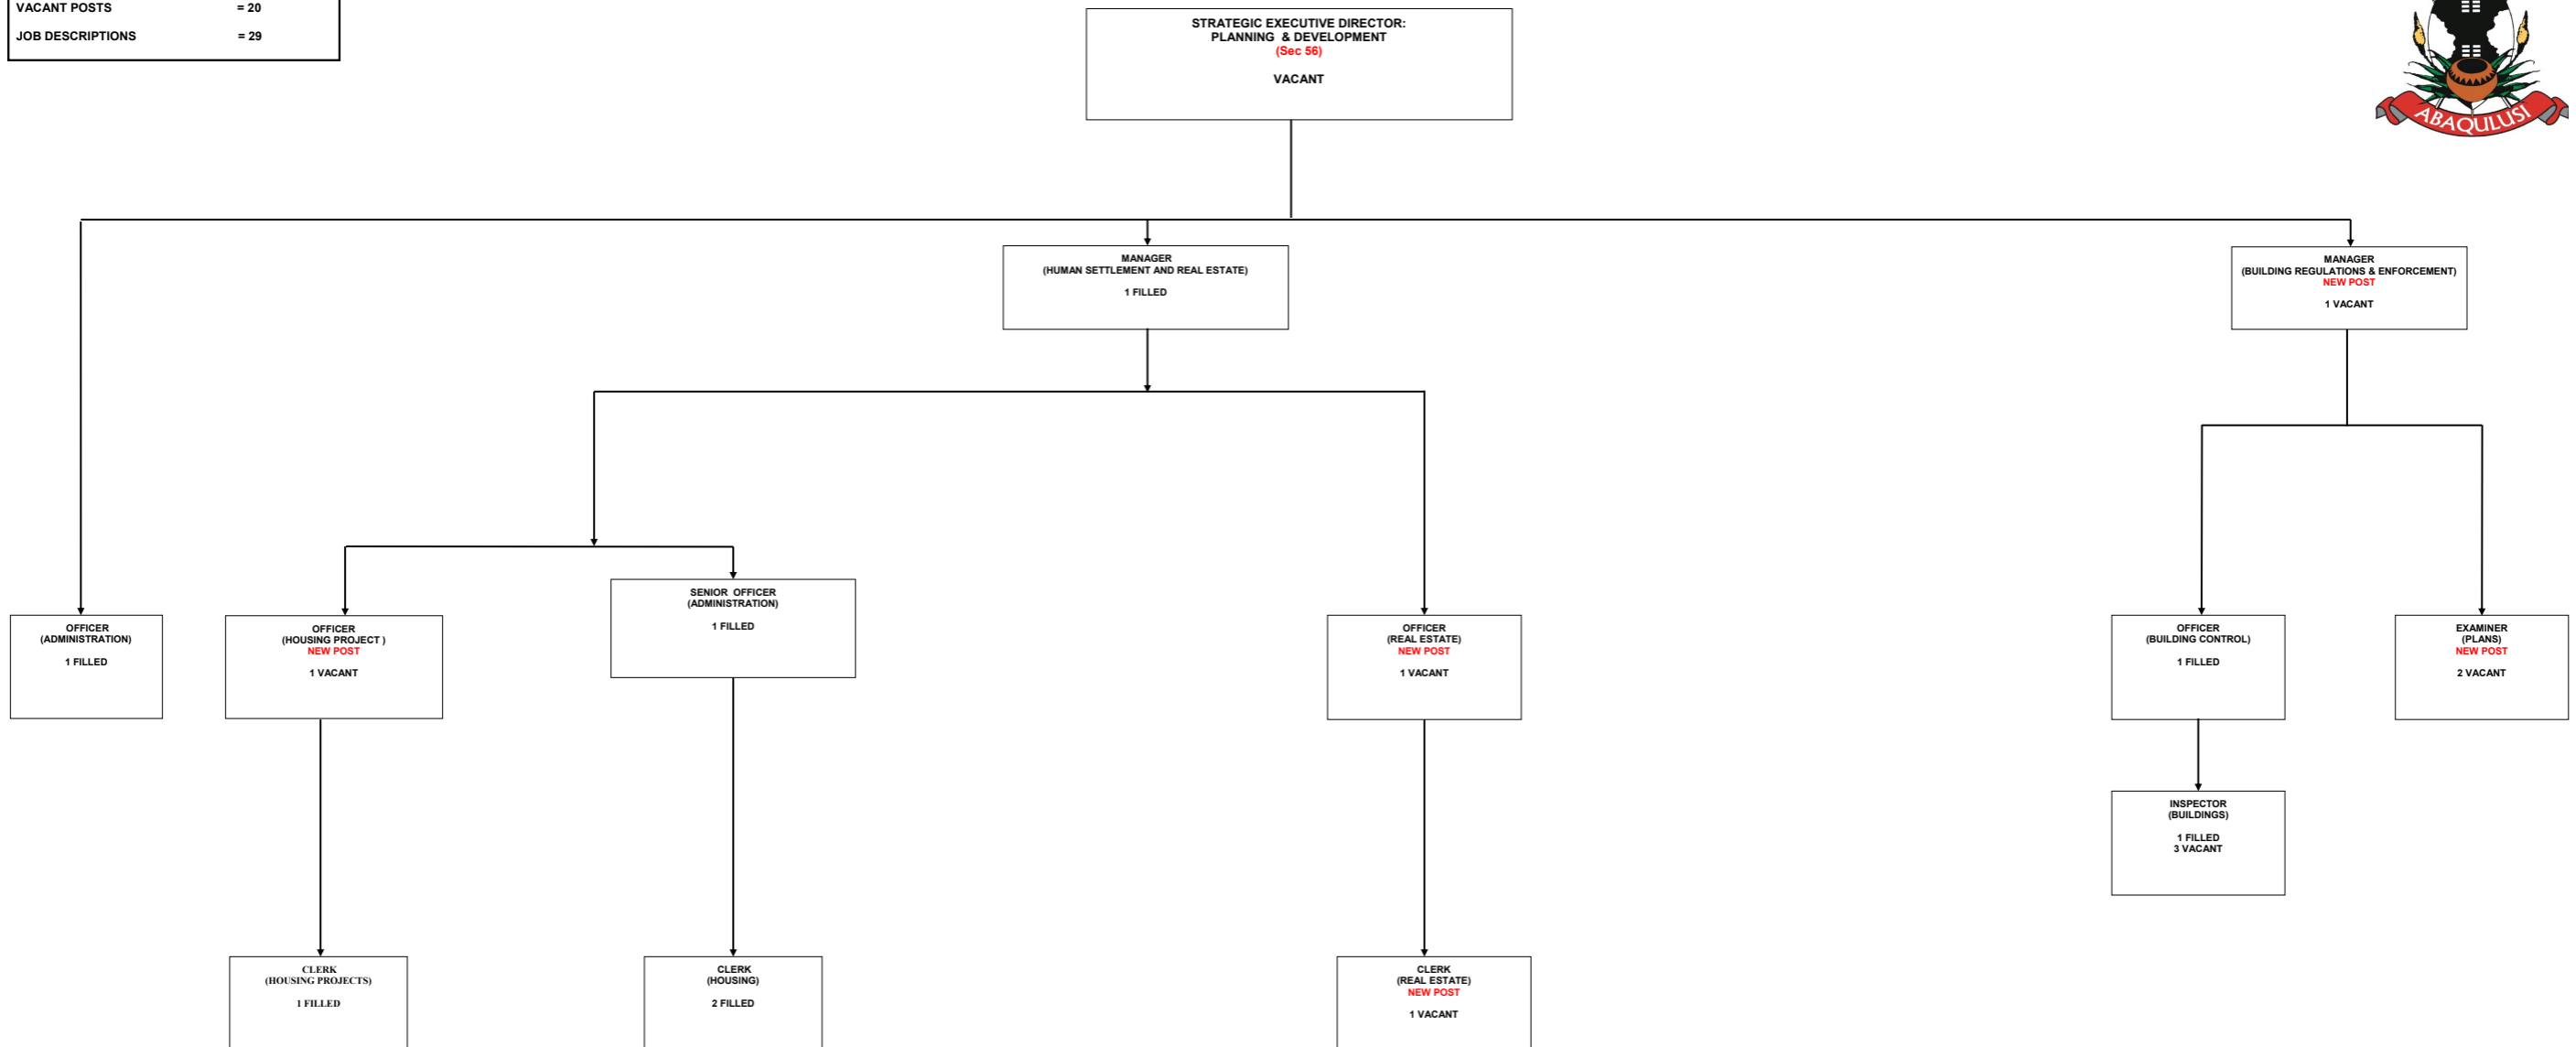 VACANT POSTS = 20
JOB DESCRIPTIONS = 29
STRATEGIC EXECUTIVE DIRECTOR:
PLANNING & DEVELOPMENT
(Sec 56)
VACANT
ABAQULUSI
MANAGER
(HUMAN SETTLEMENT AND REAL ESTATE)
1 FILLED
MANAGER
(BUILDING REGULATIONS & ENFORCEMENT)
NEW POST
1 VACANT
OFFICER
(ADMINISTRATION)
1 FILLED
OFFICER
(HOUSING PROJECT )
NEW POST
1 VACANT
SENIOR OFFICER
(ADMINISTRATION)
1 FILLED
OFFICER
(REAL ESTATE)
NEW POST
1 VACANT
OFFICER
(BUILDING CONTROL)
1 FILLED
EXAMINER
(PLANS)
NEW POST
2 VACANT
INSPECTOR
(BUILDINGS)
1 FILLED
3 VACANT
CLERK
(HOUSING PROJECTS)
1 FILLED
CLERK
(HOUSING)
2 FILLED
CLERK
(REAL ESTATE)
NEW POST
1 VACANT